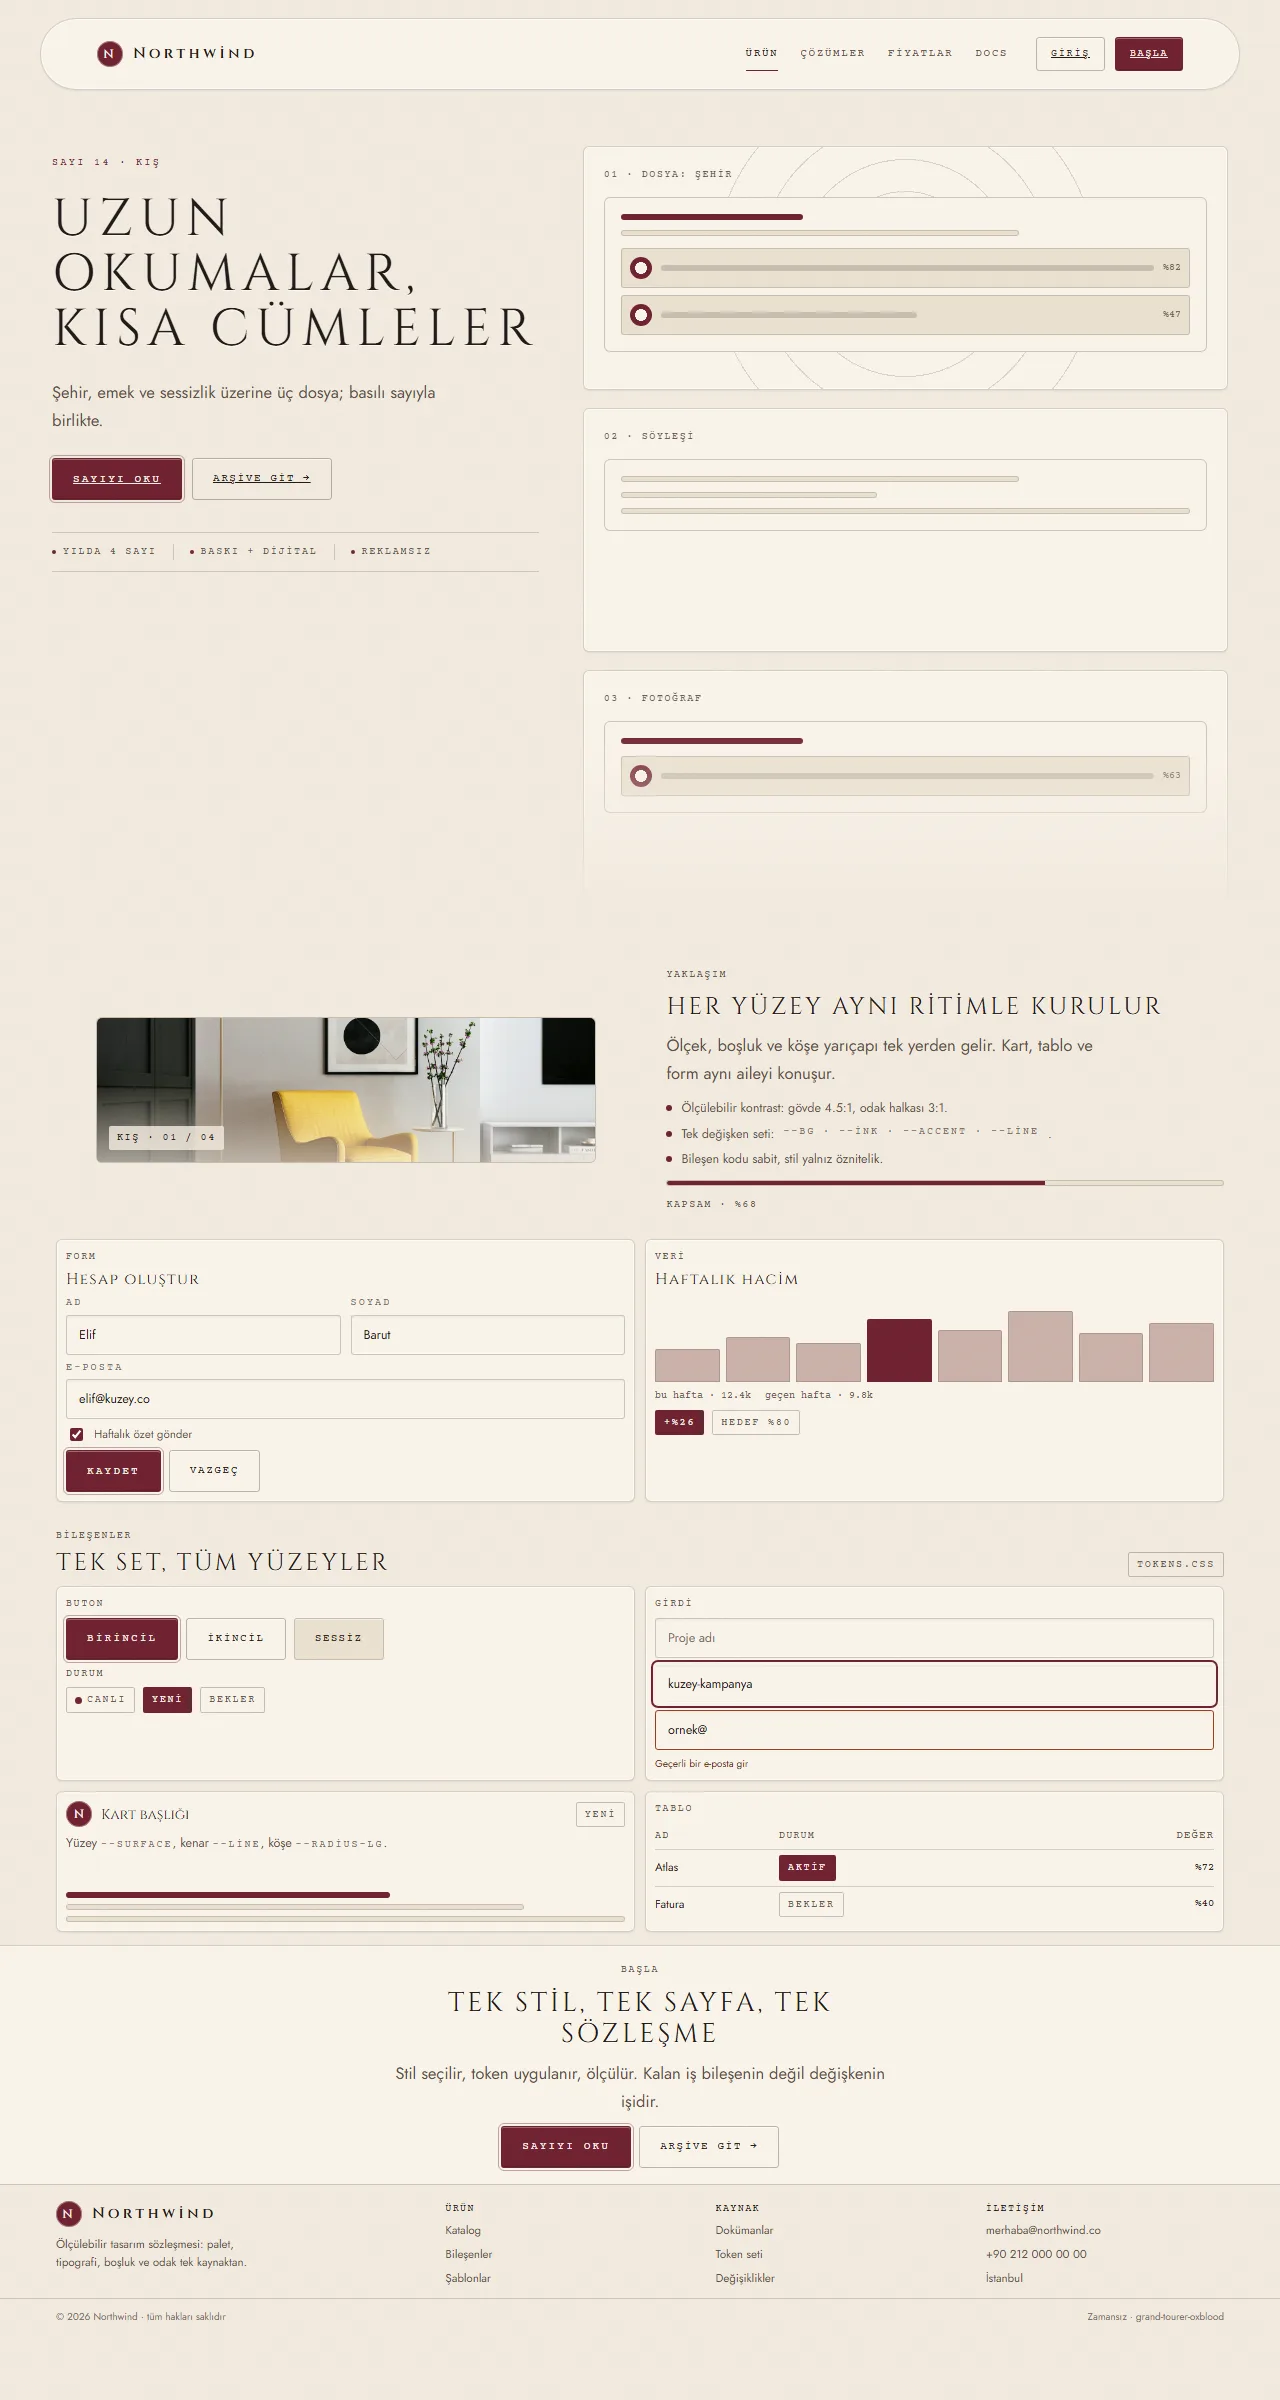 N NORTHWİND
ÜRÜN ÇÖZÜMLER FİYATLAR DOCS GİRİŞ BAŞLA
SAYI 14 · KIŞ
UZUN
OKUMALAR,
KISA CÜMLELER
Şehir, emek ve sessizlik üzerine üç dosya; basılı sayıyla
birlikte.
SAYIYI OKU ARŞİVE GİT →
YILDA 4 SAYI BASKI + DİJİTAL REKLAMSIZ
01 · DOSYA: ŞEHİR
%82
%47
02 · SÖYLEŞİ
03 · FOTOĞRAF
%63
KIŞ · 01 / 04
YAKLAŞIM
HER YÜZEY AYNI RİTİMLE KURULUR
Ölçek, boşluk ve köşe yarıçapı tek yerden gelir. Kart, tablo ve
form aynı aileyi konuşur.
Ölçülebilir kontrast: gövde 4.5:1, odak halkası 3:1.
Tek değişken seti: --BG · --İNK · --ACCENT · --LİNE .
Bileşen kodu sabit, stil yalnız öznitelik.
KAPSAM · %68
FORM
HESAP OLUŞTUR
AD SOYAD
Elif Barut
E-POSTA
elif@kuzey.co
Haftalık özet gönder
KAYDET VAZGEÇ
VERİ
HAFTALIK HACİM
bu hafta · 12.4k geçen hafta · 9.8k
+%26 HEDEF %80
BİLEŞENLER
TEK SET, TÜM YÜZEYLER
TOKENS.CSS
BUTON
BİRİNCİL İKİNCİL SESSİZ
DURUM
CANLI YENİ BEKLER
GİRDİ
Proje adı
kuzey-kampanya
ornek@
Geçerli bir e-posta gir
N KART BAŞLIĞI YENİ
Yüzey --SURFACE, kenar --LİNE, köşe --RADİUS-LG.
TABLO
AD DURUM DEĞER
Atlas AKTİF %72
Fatura BEKLER %40
BAŞLA
TEK STİL, TEK SAYFA, TEK
SÖZLEŞME
Stil seçilir, token uygulanır, ölçülür. Kalan iş bileşenin değil değişkenin
işidir.
SAYIYI OKU ARŞİVE GİT →
N NORTHWİND
Ölçülebilir tasarım sözleşmesi: palet,
tipografi, boşluk ve odak tek kaynaktan.
ÜRÜN
Katalog
Bileşenler
Şablonlar
KAYNAK
Dokümanlar
Token seti
Değişiklikler
İLETİŞİM
merhaba@northwind.co
+90 212 000 00 00
İstanbul
© 2026 Northwind · tüm hakları saklıdır
Zamansız · grand-tourer-oxblood